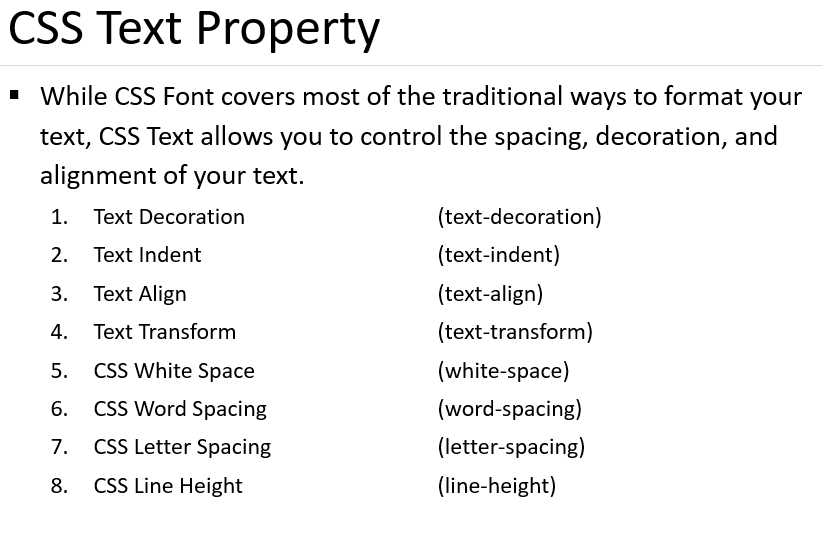 CSS Text Property
▪ While CSS Font covers most of the traditional ways to format your
text, CSS Text allows you to control the spacing, decoration, and
alignment of your text.
1. Text Decoration (text-decoration)
2. Text Indent (text-indent)
3. Text Align (text-align)
4. Text Transform (text-transform)
5. CSS White Space (white-space)
6. CSS Word Spacing (word-spacing)
7. CSS Letter Spacing (letter-spacing)
8. CSS Line Height (line-height)